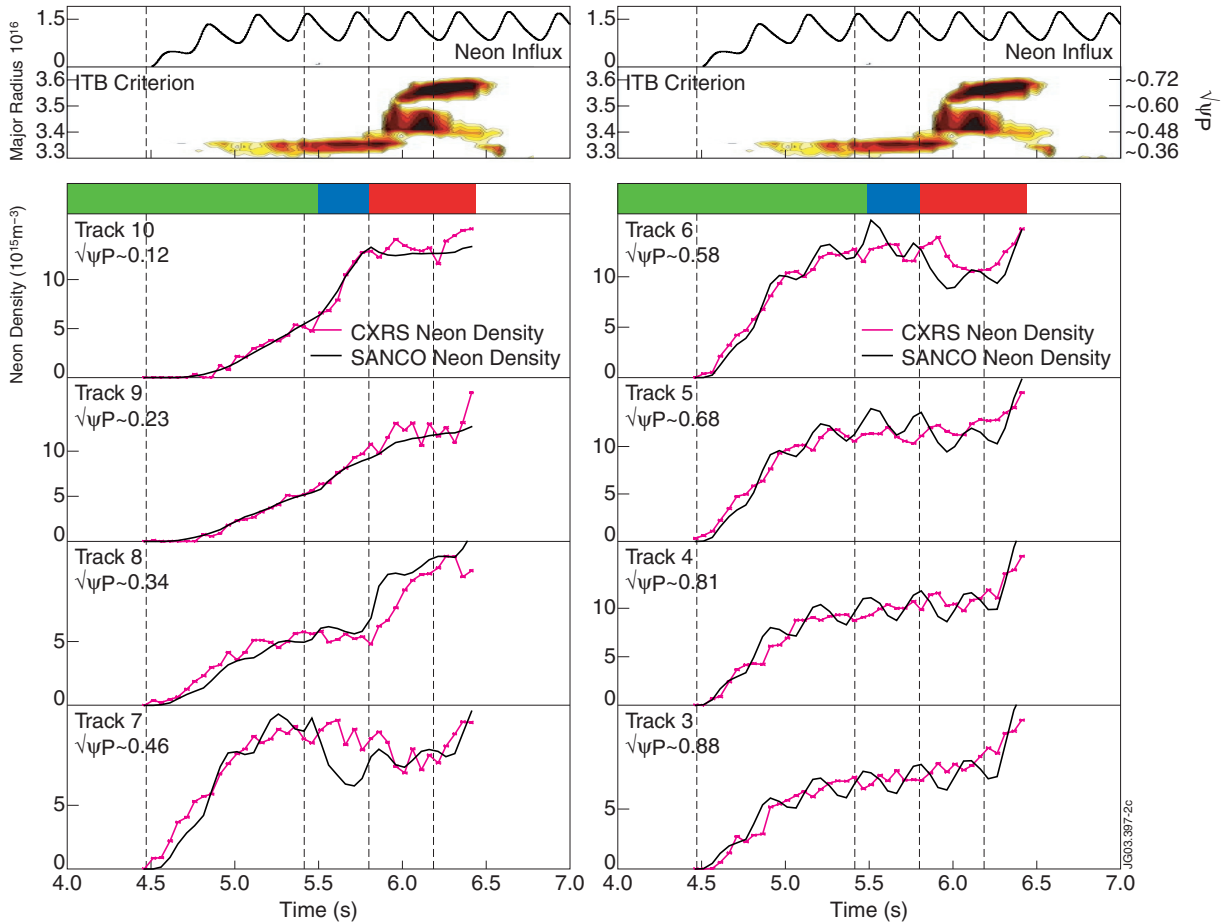 Major Radius 10¹⁶
1.5
0
Neon Influx
1.5
0
Neon Influx
ITB Criterion
3.6
3.5
3.4
3.3
ITB Criterion
3.6
3.5
3.4
3.3
~0.72
~0.60
~0.48
~0.36
√ψP
Neon Density (10¹⁵m⁻³)
Track 10
√ψP~0.12
10
5
0
CXRS Neon Density
SANCO Neon Density
Track 9
√ψP~0.23
10
5
0
Track 8
√ψP~0.34
5
0
Track 7
√ψP~0.46
5
0
4.0 4.5 5.0 5.5 6.0 6.5 7.0
Time (s)
Track 6
√ψP~0.58
10
5
0
CXRS Neon Density
SANCO Neon Density
Track 5
√ψP~0.68
10
5
0
Track 4
√ψP~0.81
10
5
0
Track 3
√ψP~0.88
5
0
4.0 4.5 5.0 5.5 6.0 6.5 7.0
Time (s)
JG03.397-2c